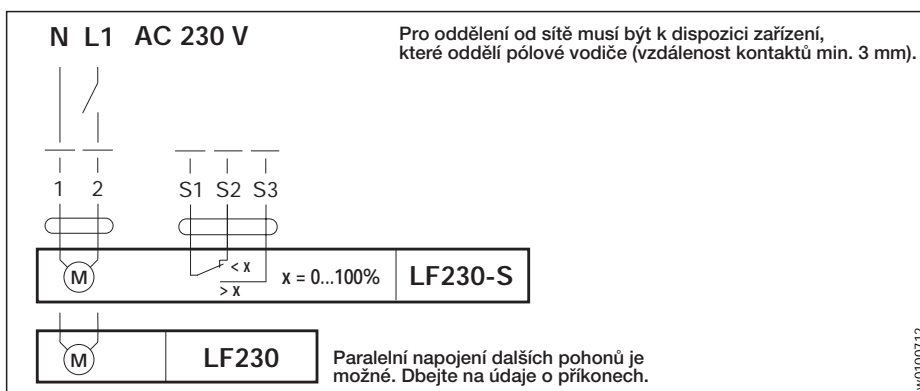 N L1 AC 230 V
Pro oddělení od sítě musí být k dispozici zařízení,
které oddělí pólové vodiče (vzdálenost kontaktů min. 3 mm).
1 2 S1 S2 S3
M
< x
> x
x = 0...100%
LF230-S
M
LF230
Paralelní napojení dalších pohonů je
možné. Dbejte na údaje o příkonech.